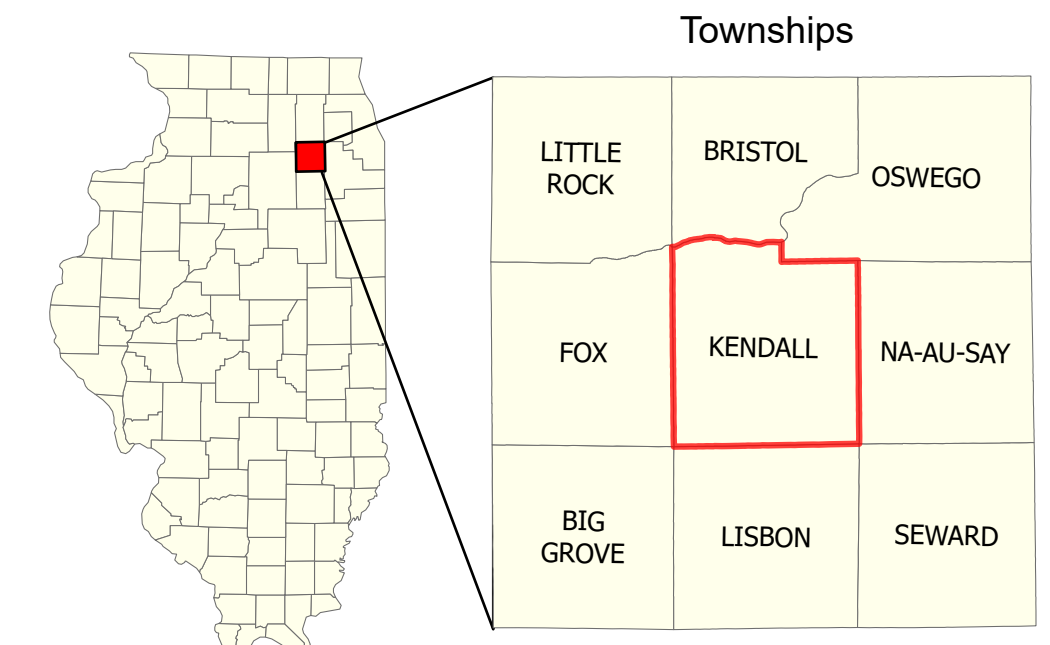 Townships
LITTLE
ROCK
BRISTOL
OSWEGO
FOX
KENDALL
NA-AU-SAY
BIG
GROVE
LISBON
SEWARD